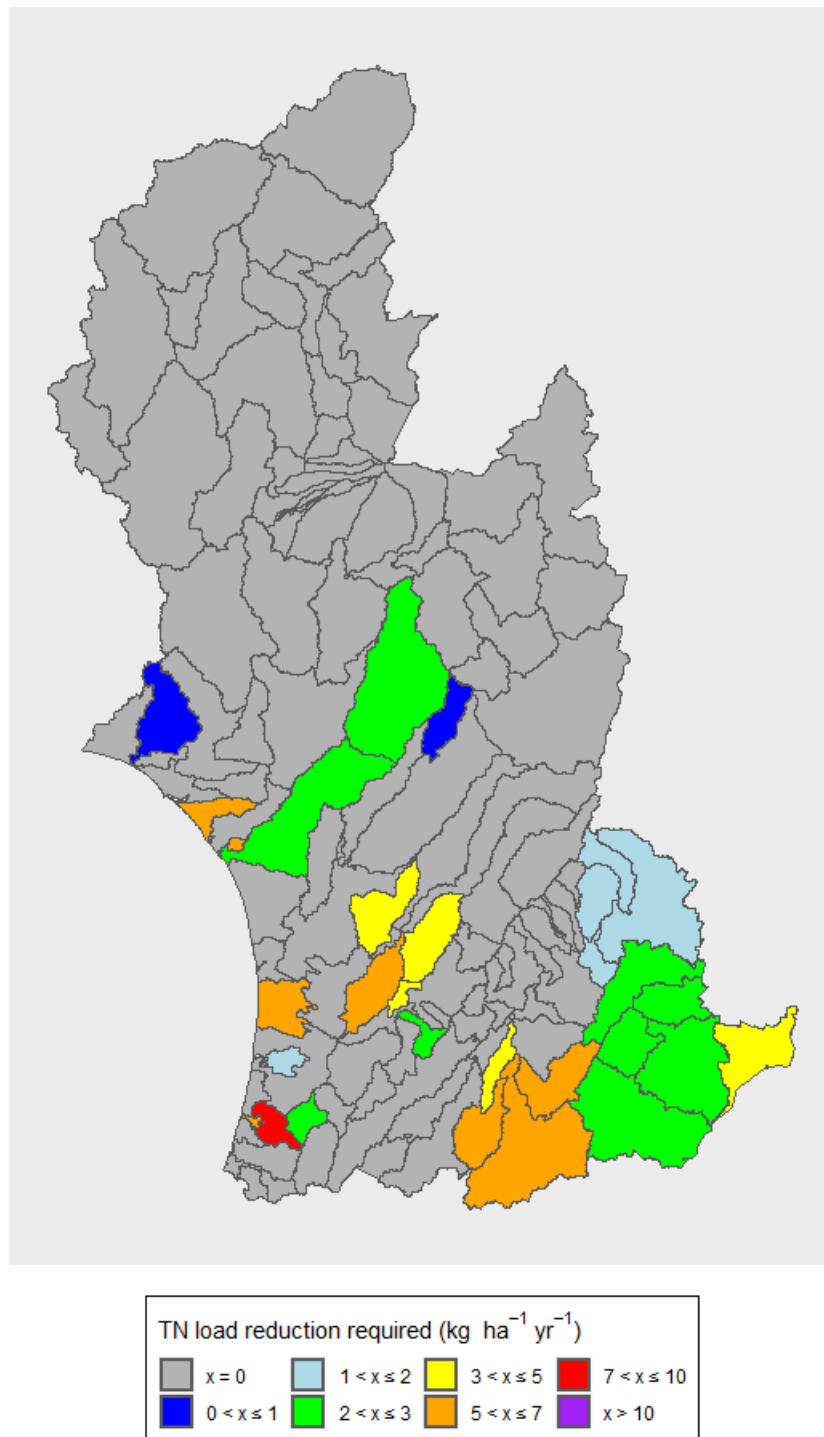 TN load reduction required (kg ha⁻¹ yr⁻¹)
x = 0 1 < x ≤ 2 3 < x ≤ 5 7 < x ≤ 10
0 < x ≤ 1 2 < x ≤ 3 5 < x ≤ 7 x > 10